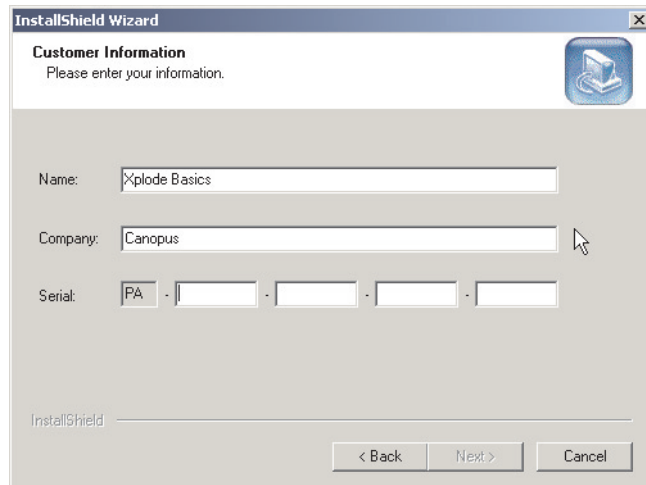 InstallShield Wizard
Customer Information
Please enter your information.
Name: Xplode Basics
Company: Canopus
Serial: PA - - - -
InstallShield
< Back Next > Cancel